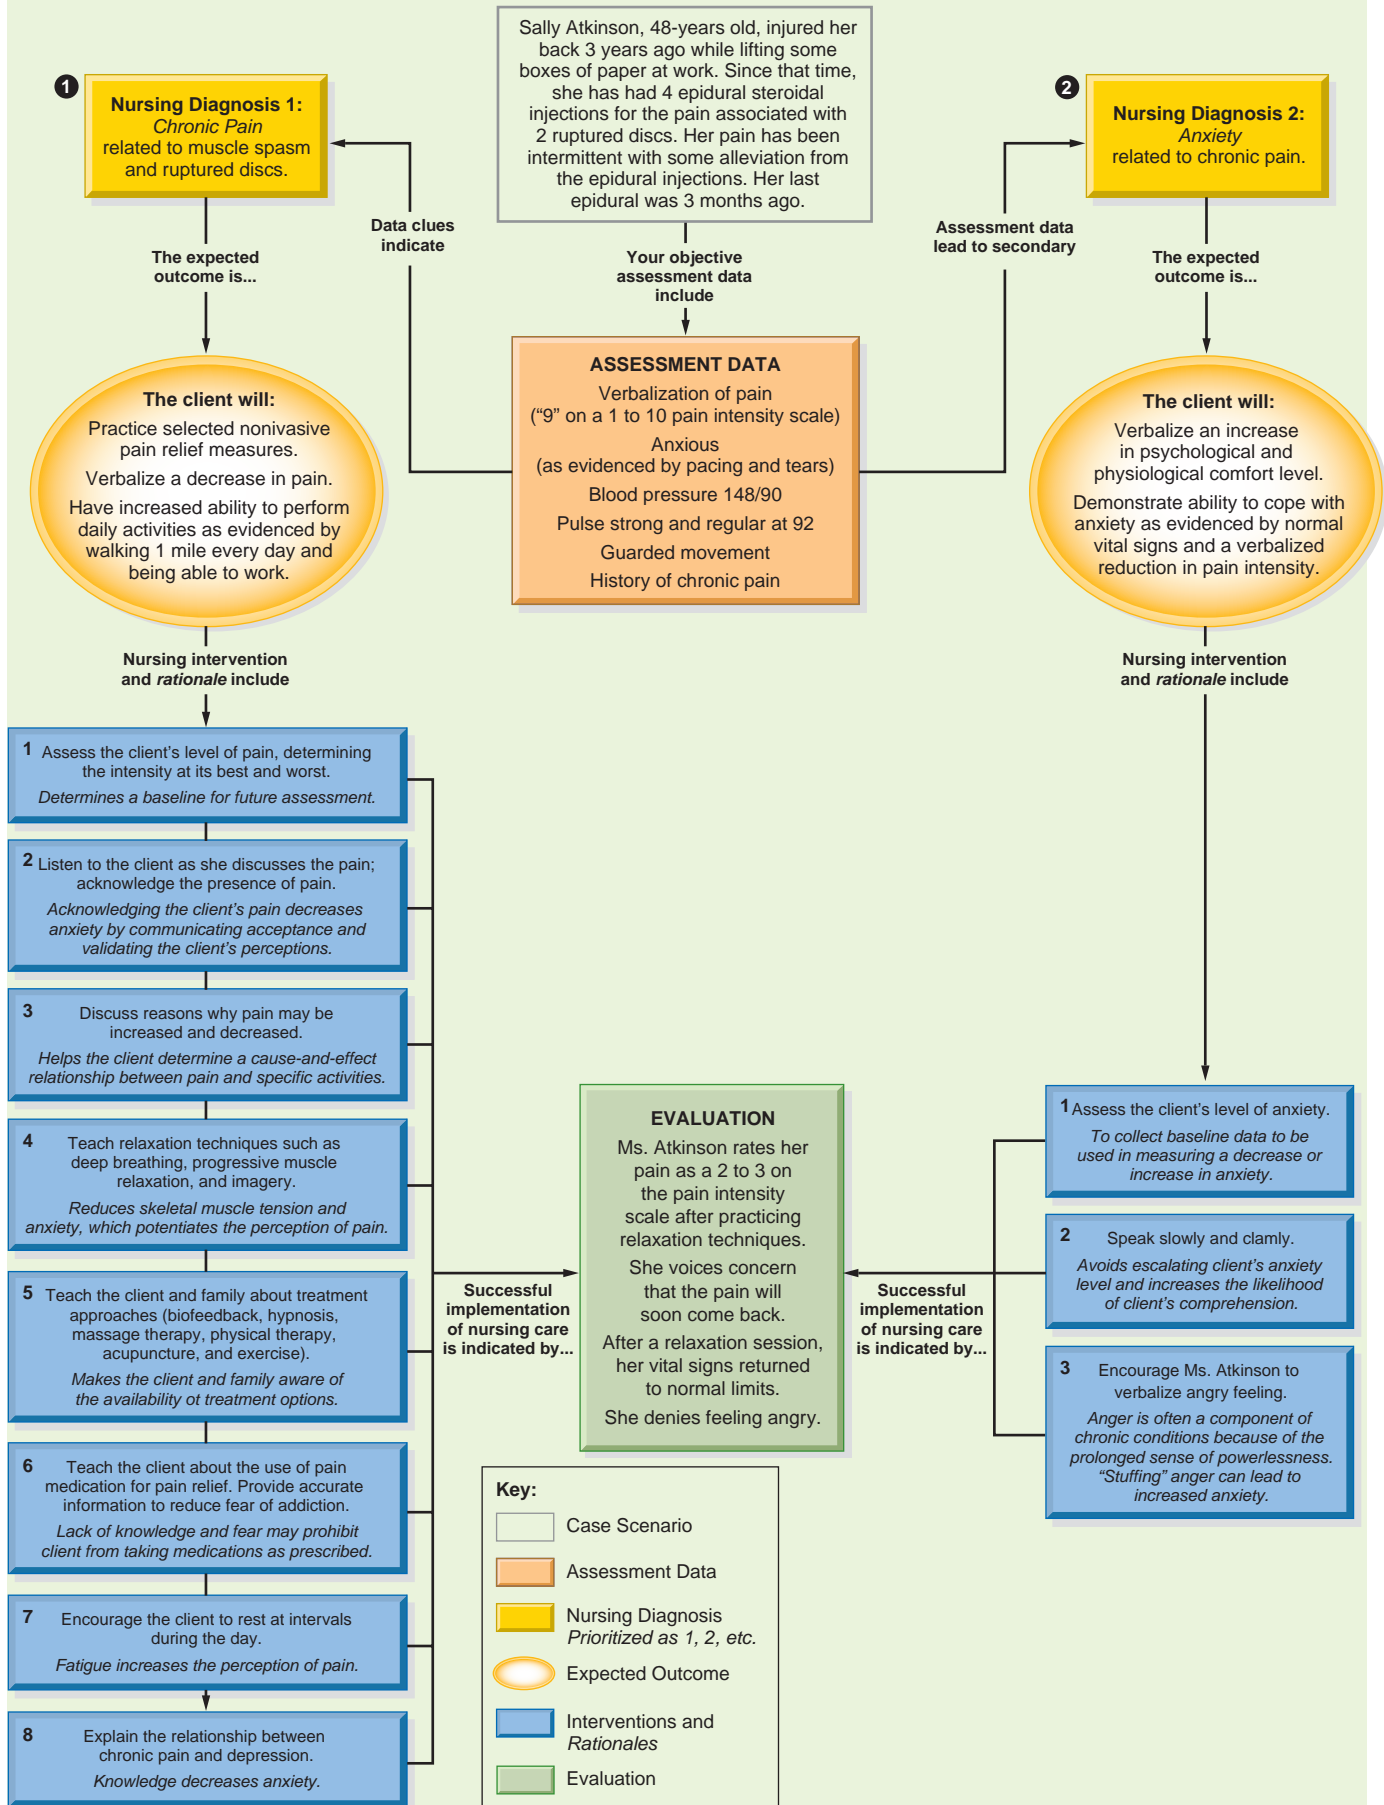 Sally Atkinson, 48-years old, injured her
back 3 years ago while lifting some
boxes of paper at work. Since that time,
she has had 4 epidural steroidal
injections for the pain associated with
2 ruptured discs. Her pain has been
intermittent with some alleviation from
the epidural injections. Her last
epidural was 3 months ago.
1
Nursing Diagnosis 1:
Chronic Pain
related to muscle spasm
and ruptured discs.
2
Nursing Diagnosis 2:
Anxiety
related to chronic pain.
Data clues
indicate
Your objective
assessment data
include
Assessment data
lead to secondary
The expected
outcome is...
The expected
outcome is...
ASSESSMENT DATA
Verbalization of pain
(“9” on a 1 to 10 pain intensity scale)
Anxious
(as evidenced by pacing and tears)
Blood pressure 148/90
Pulse strong and regular at 92
Guarded movement
History of chronic pain
The client will:
Practice selected nonivasive
pain relief measures.
Verbalize a decrease in pain.
Have increased ability to perform
daily activities as evidenced by
walking 1 mile every day and
being able to work.
The client will:
Verbalize an increase
in psychological and
physiological comfort level.
Demonstrate ability to cope with
anxiety as evidenced by normal
vital signs and a verbalized
reduction in pain intensity.
Nursing intervention
and rationale include
Nursing intervention
and rationale include
1 Assess the client’s level of pain, determining
the intensity at its best and worst.
Determines a baseline for future assessment.
2 Listen to the client as she discusses the pain;
acknowledge the presence of pain.
Acknowledging the client’s pain decreases
anxiety by communicating acceptance and
validating the client’s perceptions.
3 Discuss reasons why pain may be
increased and decreased.
Helps the client determine a cause-and-effect
relationship between pain and specific activities.
4 Teach relaxation techniques such as
deep breathing, progressive muscle
relaxation, and imagery.
Reduces skeletal muscle tension and
anxiety, which potentiates the perception of pain.
5 Teach the client and family about treatment
approaches (biofeedback, hypnosis,
massage therapy, physical therapy,
acupuncture, and exercise).
Makes the client and family aware of
the availability ot treatment options.
6 Teach the client about the use of pain
medication for pain relief. Provide accurate
information to reduce fear of addiction.
Lack of knowledge and fear may prohibit
client from taking medications as prescribed.
7 Encourage the client to rest at intervals
during the day.
Fatigue increases the perception of pain.
8 Explain the relationship between
chronic pain and depression.
Knowledge decreases anxiety.
Successful
implementation
of nursing care
is indicated by...
EVALUATION
Ms. Atkinson rates her
pain as a 2 to 3 on
the pain intensity
scale after practicing
relaxation techniques.
She voices concern
that the pain will
soon come back.
After a relaxation session,
her vital signs returned
to normal limits.
She denies feeling angry.
Successful
implementation
of nursing care
is indicated by...
1 Assess the client’s level of anxiety.
To collect baseline data to be
used in measuring a decrease or
increase in anxiety.
2 Speak slowly and clamly.
Avoids escalating client’s anxiety
level and increases the likelihood
of client’s comprehension.
3 Encourage Ms. Atkinson to
verbalize angry feeling.
Anger is often a component of
chronic conditions because of the
prolonged sense of powerlessness.
“Stuffing” anger can lead to
increased anxiety.
Key:
Case Scenario
Assessment Data
Nursing Diagnosis
Prioritized as 1, 2, etc.
Expected Outcome
Interventions and
Rationales
Evaluation